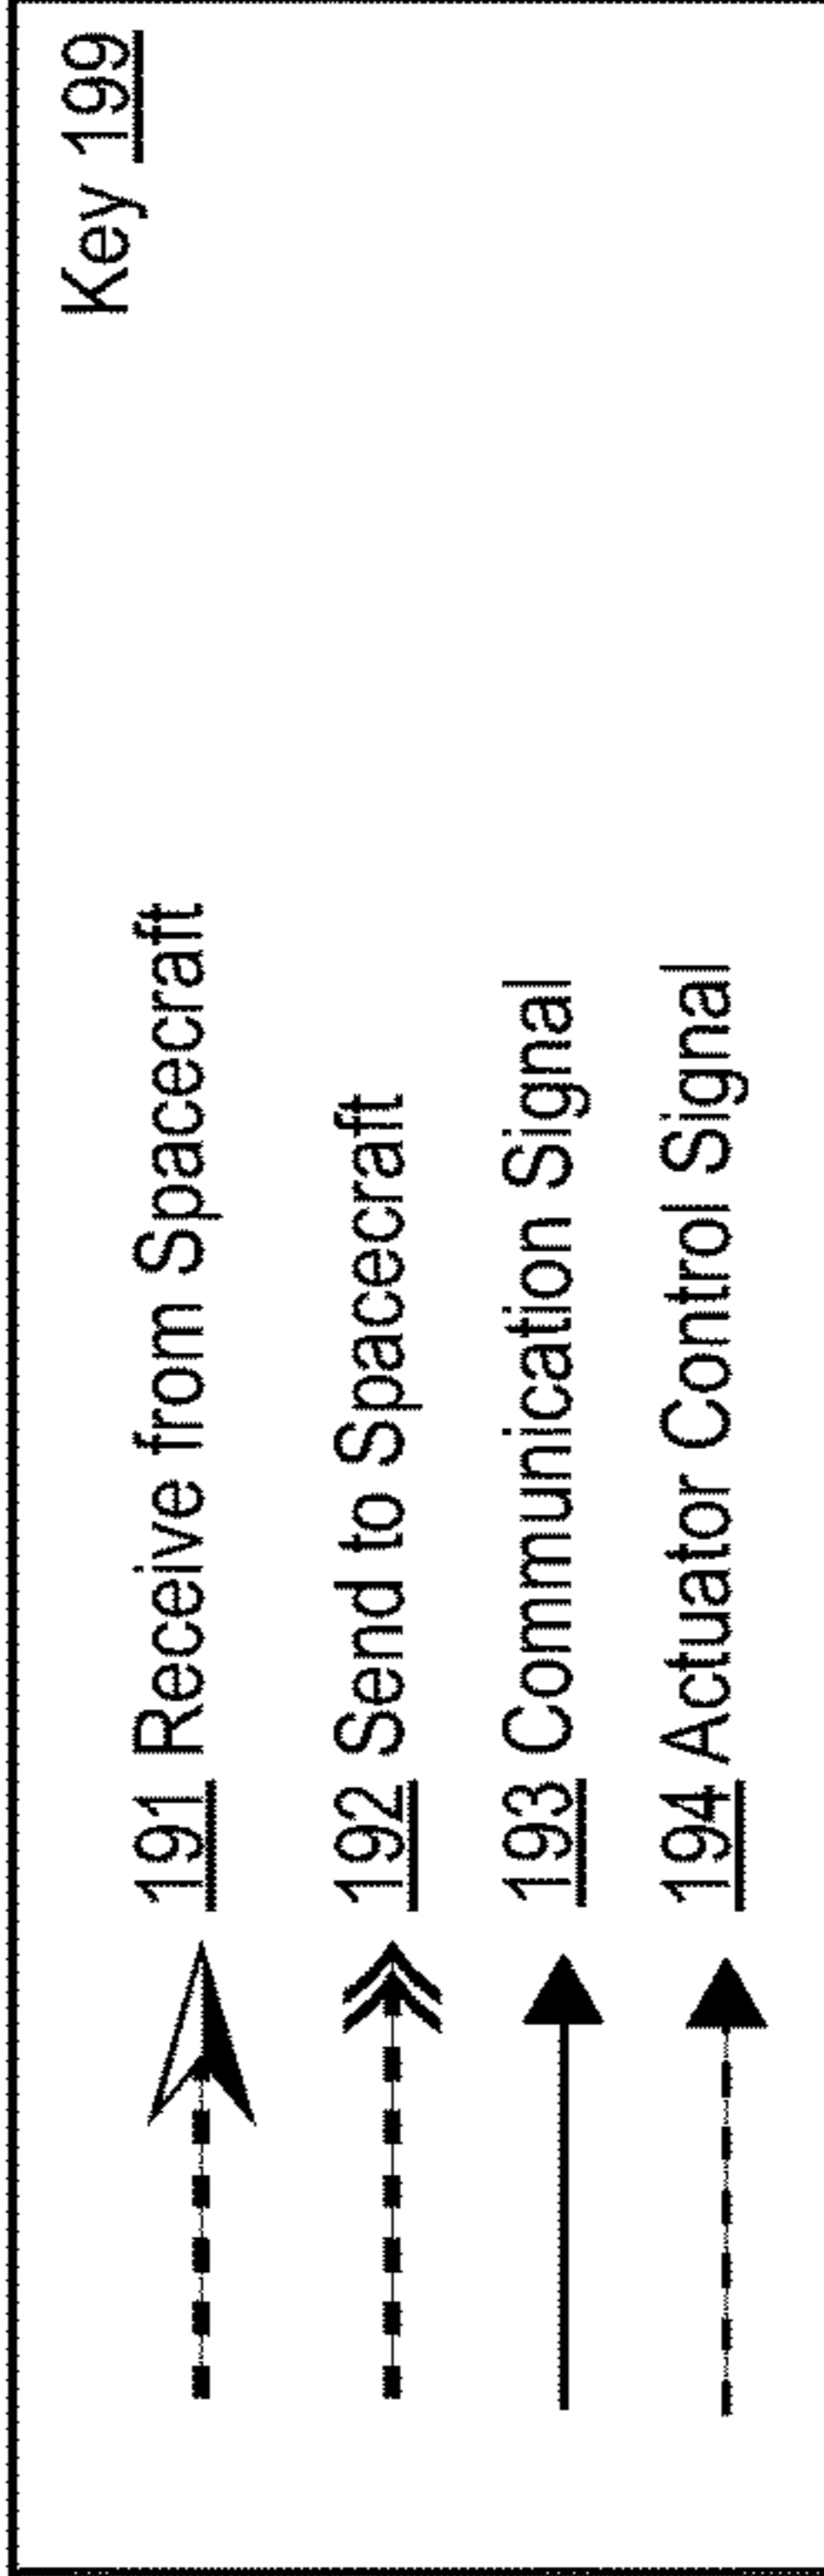 Key 199
191 Receive from Spacecraft
192 Send to Spacecraft
193 Communication Signal
194 Actuator Control Signal